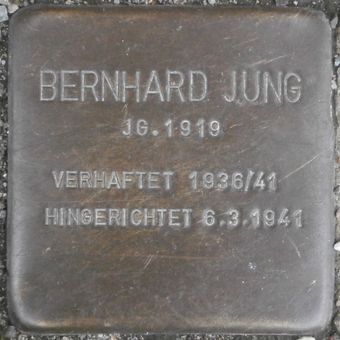 BERNHARD JUNG
JG. 1919
VERHAFTET 1936/41
HINGERICHTET 6.3.1941